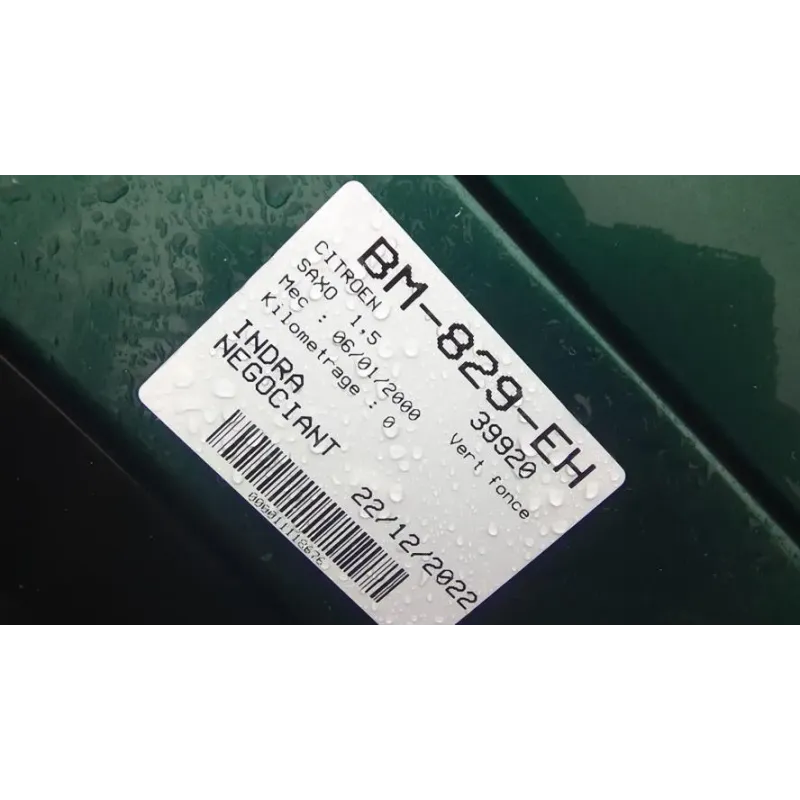 BM-829-EH
CITROEN 39920
SAXO 1,5 Vert fonce
Mec : 06/01/2000
Kilometrage : 0
INDRA
NEGOCIANT 22/12/2022